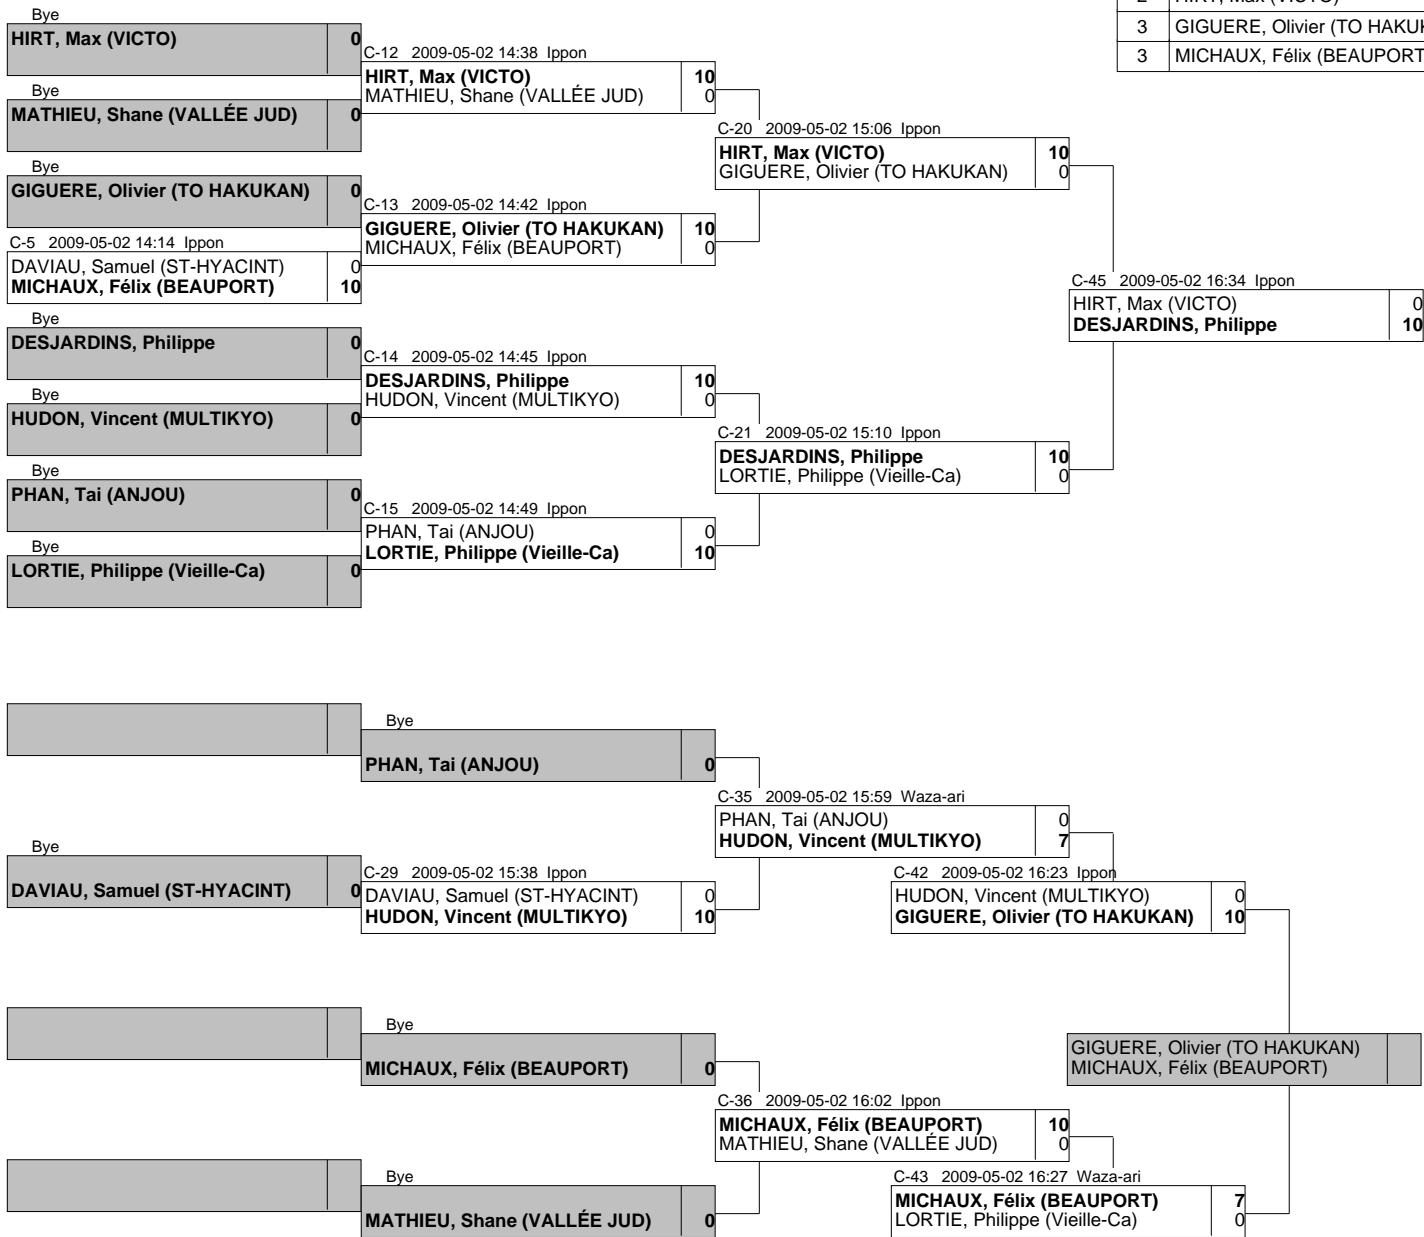 2 HIRT, Max (VICTO)
3 GIGUERE, Olivier (TO HAKUK
3 MICHAUX, Félix (BEAUPORT
Bye
HIRT, Max (VICTO) 0
Bye
MATHIEU, Shane (VALLÉE JUD) 0
Bye
GIGUERE, Olivier (TO HAKUKAN) 0
C-5 2009-05-02 14:14 Ippon
DAVIAU, Samuel (ST-HYACINT) 0
MICHAUX, Félix (BEAUPORT) 10
Bye
DESJARDINS, Philippe 0
Bye
HUDON, Vincent (MULTIKYO) 0
Bye
PHAN, Tai (ANJOU) 0
Bye
LORTIE, Philippe (Vieille-Ca) 0
C-12 2009-05-02 14:38 Ippon
HIRT, Max (VICTO) 10
MATHIEU, Shane (VALLÉE JUD) 0
C-13 2009-05-02 14:42 Ippon
GIGUERE, Olivier (TO HAKUKAN) 10
MICHAUX, Félix (BEAUPORT) 0
C-14 2009-05-02 14:45 Ippon
DESJARDINS, Philippe 10
HUDON, Vincent (MULTIKYO) 0
C-15 2009-05-02 14:49 Ippon
PHAN, Tai (ANJOU) 0
LORTIE, Philippe (Vieille-Ca) 10
C-20 2009-05-02 15:06 Ippon
HIRT, Max (VICTO) 10
GIGUERE, Olivier (TO HAKUKAN) 0
C-21 2009-05-02 15:10 Ippon
DESJARDINS, Philippe 10
LORTIE, Philippe (Vieille-Ca) 0
C-45 2009-05-02 16:34 Ippon
HIRT, Max (VICTO) 0
DESJARDINS, Philippe 10
Bye
DAVIAU, Samuel (ST-HYACINT) 0
Bye
PHAN, Tai (ANJOU) 0
C-29 2009-05-02 15:38 Ippon
DAVIAU, Samuel (ST-HYACINT) 0
HUDON, Vincent (MULTIKYO) 10
C-35 2009-05-02 15:59 Waza-ari
PHAN, Tai (ANJOU) 0
HUDON, Vincent (MULTIKYO) 7
C-42 2009-05-02 16:23 Ippon
HUDON, Vincent (MULTIKYO) 0
GIGUERE, Olivier (TO HAKUKAN) 10
Bye
MICHAUX, Félix (BEAUPORT) 0
Bye
MATHIEU, Shane (VALLÉE JUD) 0
C-36 2009-05-02 16:02 Ippon
MICHAUX, Félix (BEAUPORT) 10
MATHIEU, Shane (VALLÉE JUD) 0
C-43 2009-05-02 16:27 Waza-ari
MICHAUX, Félix (BEAUPORT) 7
LORTIE, Philippe (Vieille-Ca) 0
GIGUERE, Olivier (TO HAKUKAN)
MICHAUX, Félix (BEAUPORT)